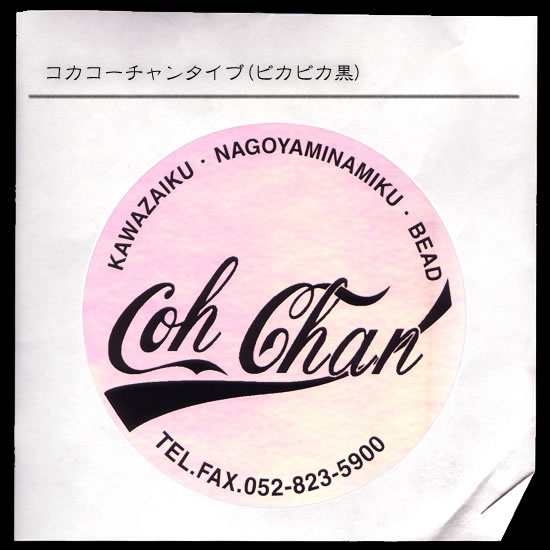 コカコーチャンタイプ(ピカピカ黒)
KAWAZAIKU · NAGOYAMINAMIKU · BEAD
Coh Chan
TEL.FAX.052-823-5900